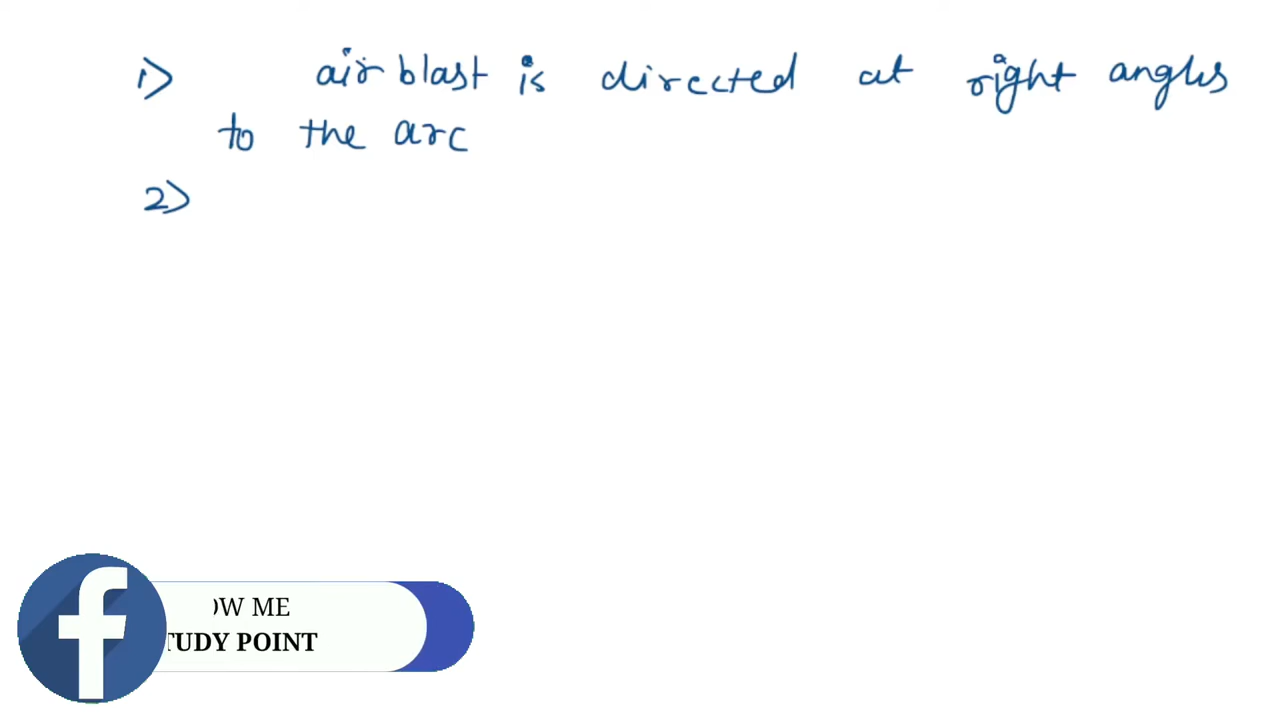 1) air blast is directed at right angles
to the arc
2)
OW ME
TUDY POINT